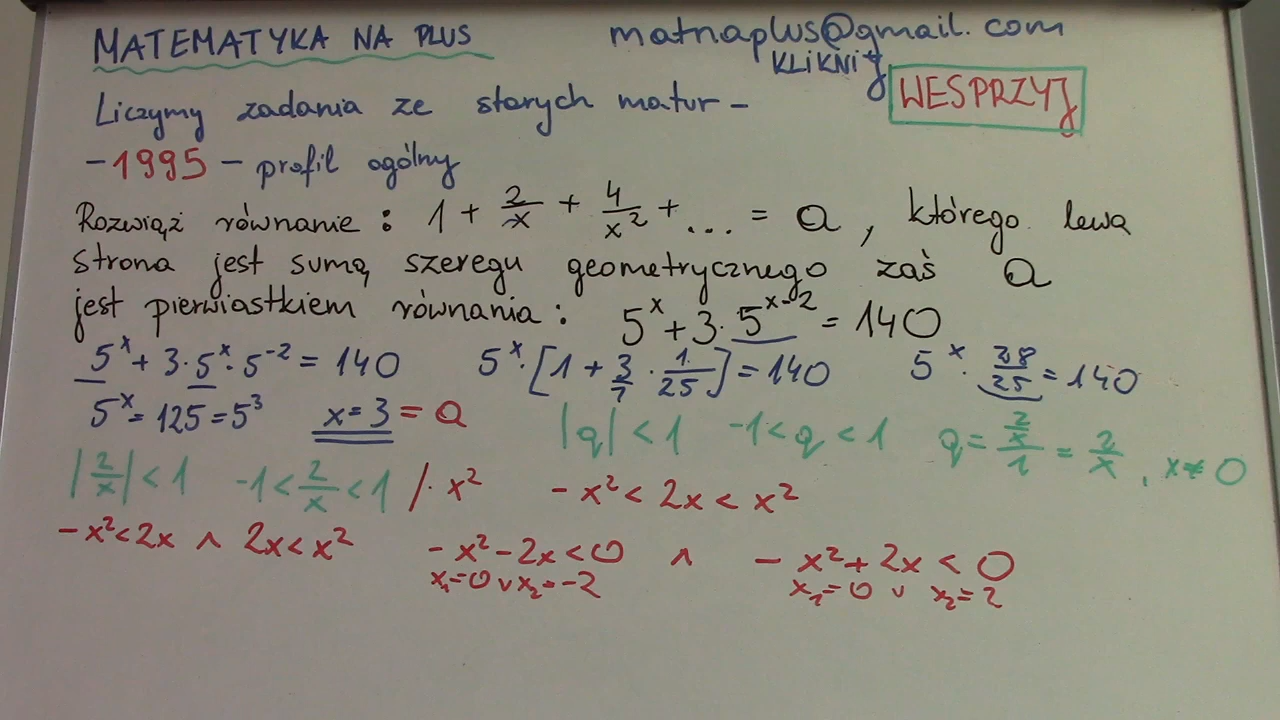 MATEMATYKA NA PLUS matnaplus@gmail.com
KLIKNIJ
WESPRZYJ
Liczymy zadania ze starych matur –
– 1995 – profil ogólny
Rozwiąż równanie: 1 + 2/x + 4/x² + ... = a, którego lewa
strona jest sumą szeregu geometrycznego zaś a
jest pierwiastkiem równania: 5^x + 3·5^(x-2) = 140
5^x + 3·5^x·5^(-2) = 140 5^x·[1 + 3/1 · 1/25] = 140 5^x · 28/25 = 140
5^x = 125 = 5³ x = 3 = a |q| < 1 -1 < q < 1 q = (2/x)/1 = 2/x, x ≠ 0
|2/x| < 1 -1 < 2/x < 1 /· x² -x² < 2x < x²
-x² < 2x ∧ 2x < x² -x² - 2x < 0 ∧ -x² + 2x < 0
x₁ = 0 ∨ x₂ = -2 x₁ = 0 ∨ x₂ = 2